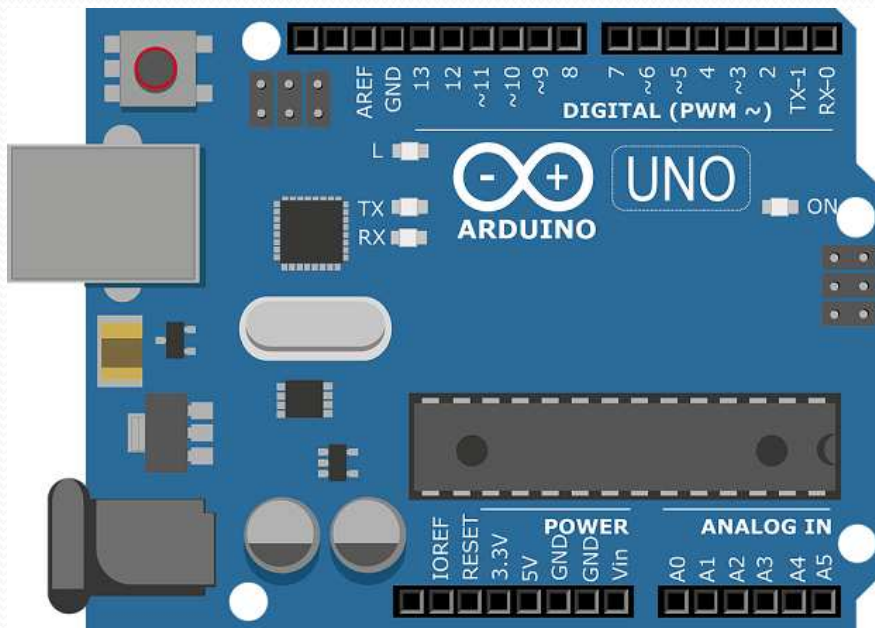 AREF GND 13 12 ~11 ~10 ~9 8 7 ~6 ~5 4 ~3 2 TX-1 RX-0
DIGITAL (PWM ~)
L
TX
RX
- +
UNO
ARDUINO
ON
POWER
ANALOG IN
IOREF RESET 3.3V 5V GND GND Vin A0 A1 A2 A3 A4 A5